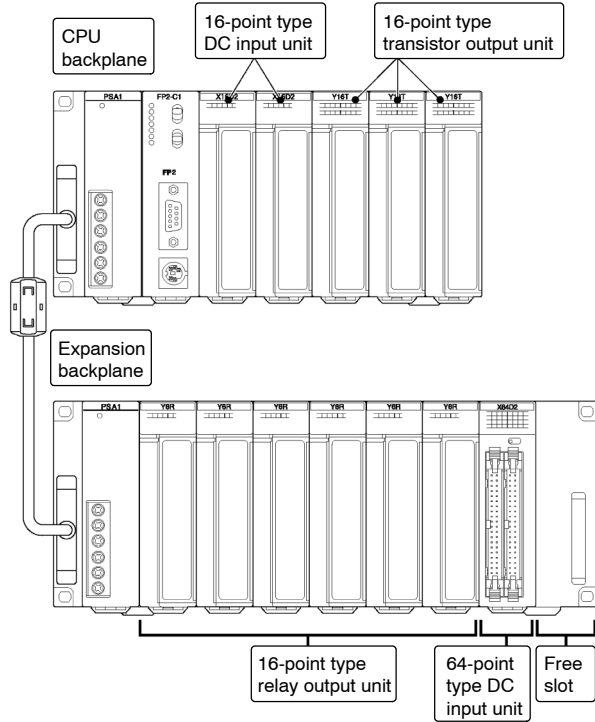 CPU
backplane
16-point type
DC input unit
16-point type
transistor output unit
PSA1
FP2-C1
X16D2
X16D2
Y16T
Y16T
Y16T
FP2
Expansion
backplane
PSA1
Y6R
Y6R
Y6R
Y6R
Y6R
Y6R
X64D2
16-point type
relay output unit
64-point
type DC
input unit
Free
slot